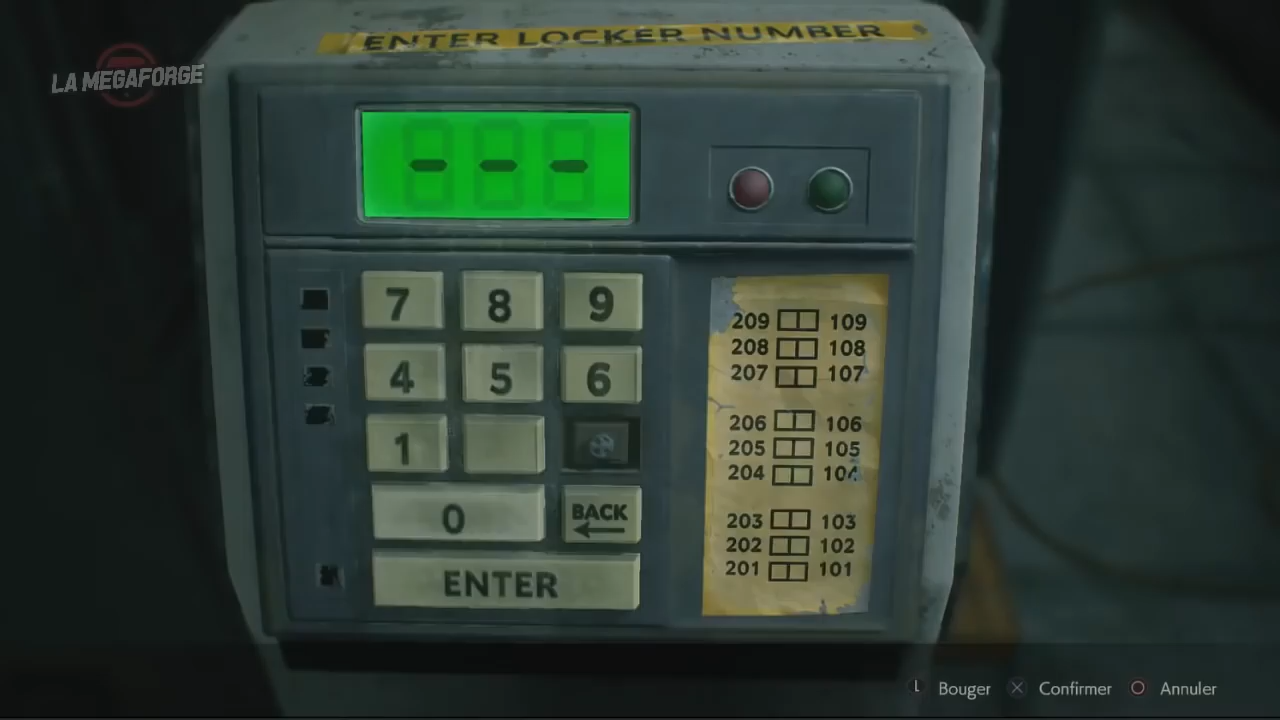 ENTER LOCKER NUMBER
LA MEGAFORGE
7 8 9
4 5 6
1
0 BACK
ENTER
209 109
208 108
207 107
206 106
205 105
204 104
203 103
202 102
201 101
L Bouger Confirmer Annuler